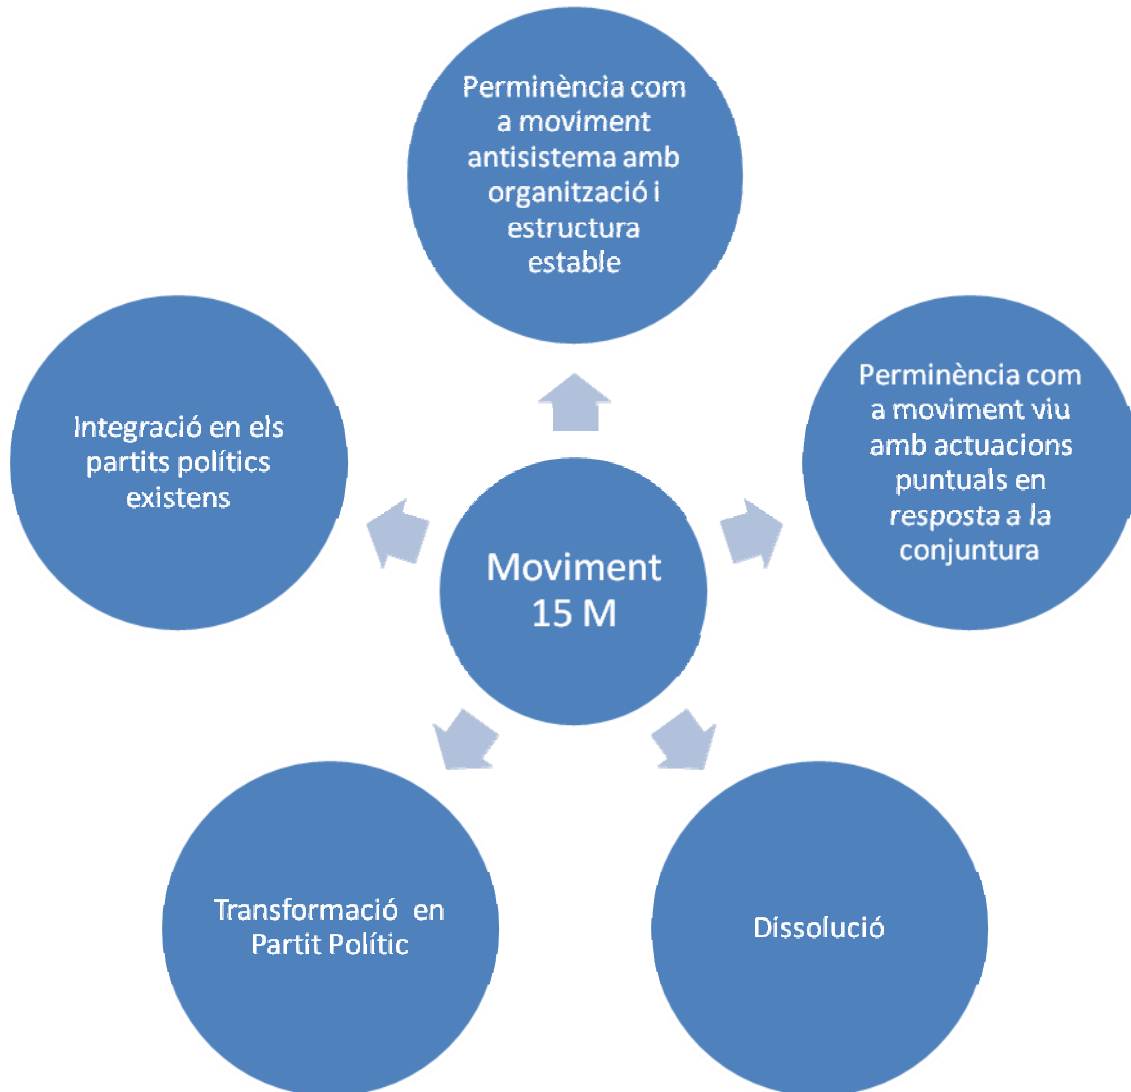 Perminència com
a moviment
antisistema amb
organització i
estructura
estable
Perminència com
a moviment viu
amb actuacions
puntuals en
resposta a la
conjuntura
Dissolució
Transformació en
Partit Polític
Integració en els
partits polítics
existens
Moviment
15 M